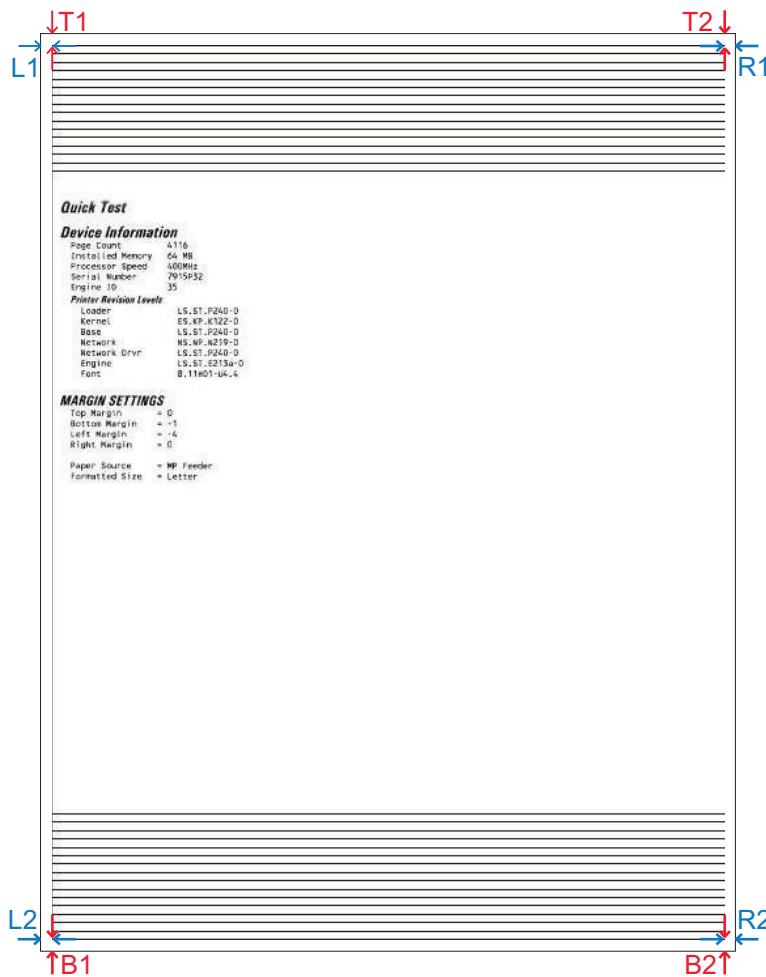 T1 T2
L1 R1
Quick Test
Device Information
Page Count 4116
Installed Memory 64 MB
Processor Speed 400MHz
Serial Number 7915P32
Engine ID 35
Printer Revision Levels
Loader LS.ST.P240-0
Kernel ES.KP.K122-0
Base LS.ST.P240-0
Network NS.NP.N219-0
Network Drvr LS.ST.P240-0
Engine LS.ST.E213a-0
Font
MARGIN SETTINGS
Top Margin = 0
Bottom Margin = -1
Left Margin = -4
Right Margin = 0
Paper Source = MP Feeder
Formatted Size = Letter
L2 R2
B1 B2